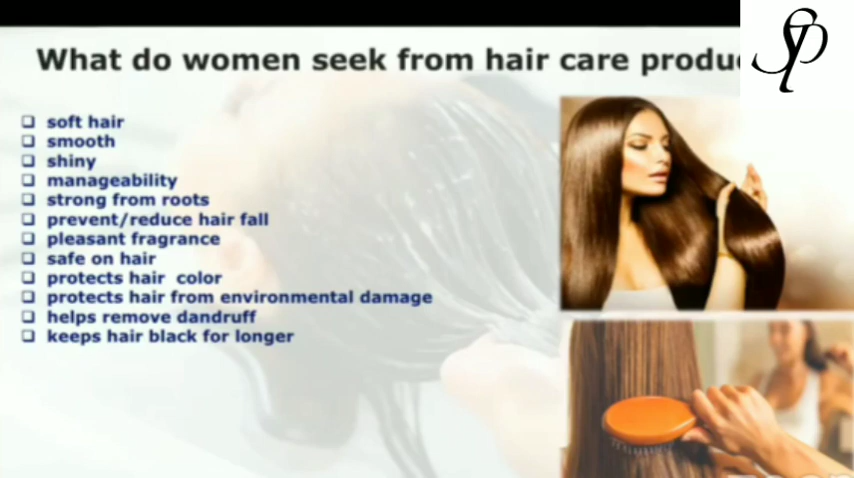 What do women seek from hair care
soft hair
smooth
shiny
manageability
strong from roots
prevent/reduce hair fall
pleasant fragrance
safe on hair
protects hair color
protects hair from environmental damage
helps remove dandruff
keeps hair black for longer